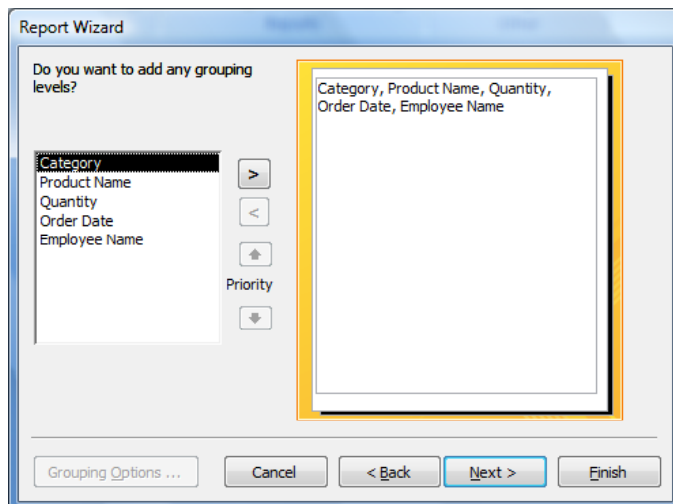 Report Wizard
Do you want to add any grouping
levels?
Category, Product Name, Quantity,
Order Date, Employee Name
Category
Product Name
Quantity
Order Date
Employee Name
>
<
Priority
Grouping Options ...
Cancel
< Back
Next >
Finish